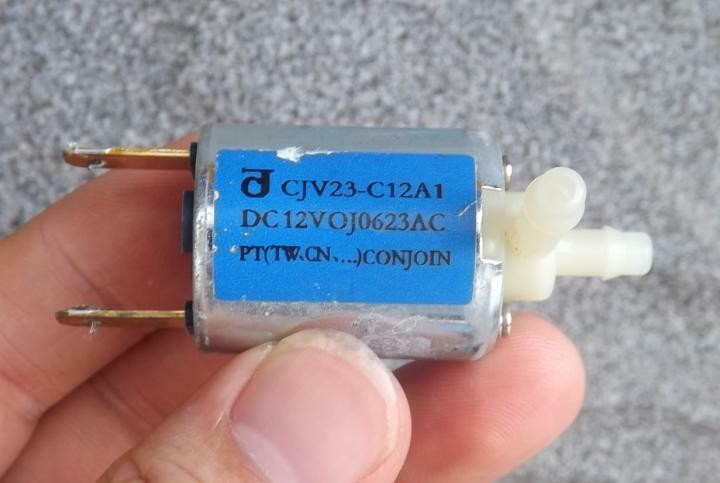 CJV23-C12A1
DC12VOJ0623AC
PT(TW、CN、...)CONJOIN